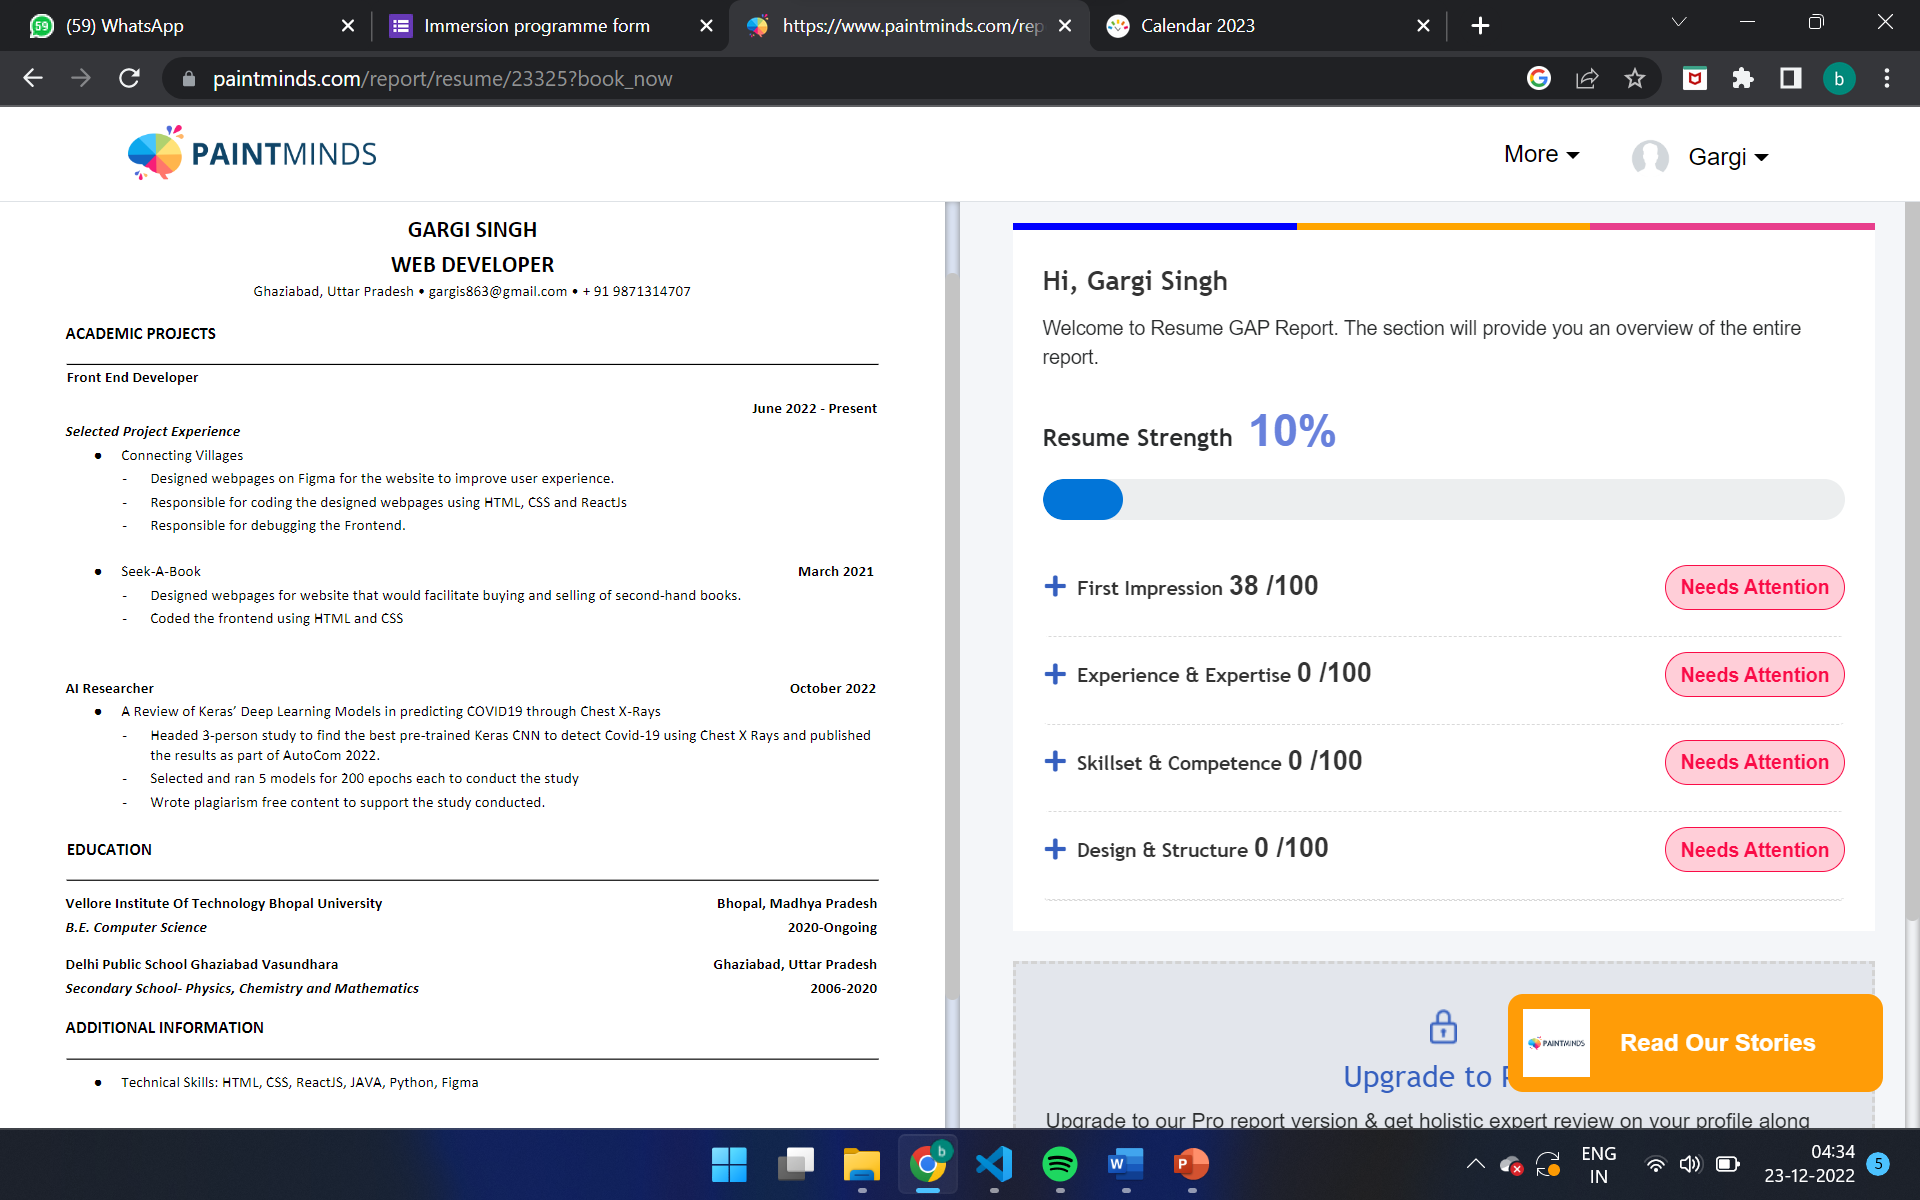 (59) WhatsApp
Immersion programme form
https://www.paintminds.com/rep
Calendar 2023
paintminds.com/report/resume/23325?book_now
b
PAINTMINDS
More
Gargi
GARGI SINGH
WEB DEVELOPER
Ghaziabad, Uttar Pradesh • gargis863@gmail.com • + 91 9871314707
ACADEMIC PROJECTS
Front End Developer
June 2022 - Present
Selected Project Experience
● Connecting Villages
- Designed webpages on Figma for the website to improve user experience.
- Responsible for coding the designed webpages using HTML, CSS and ReactJs
- Responsible for debugging the Frontend.
● Seek-A-Book March 2021
- Designed webpages for website that would facilitate buying and selling of second-hand books.
- Coded the frontend using HTML and CSS
AI Researcher October 2022
● A Review of Keras’ Deep Learning Models in predicting COVID19 through Chest X-Rays
- Headed 3-person study to find the best pre-trained Keras CNN to detect Covid-19 using Chest X Rays and published
the results as part of AutoCom 2022.
- Selected and ran 5 models for 200 epochs each to conduct the study
- Wrote plagiarism free content to support the study conducted.
EDUCATION
Vellore Institute Of Technology Bhopal University Bhopal, Madhya Pradesh
B.E. Computer Science 2020-Ongoing
Delhi Public School Ghaziabad Vasundhara Ghaziabad, Uttar Pradesh
Secondary School- Physics, Chemistry and Mathematics 2006-2020
ADDITIONAL INFORMATION
● Technical Skills: HTML, CSS, ReactJS, JAVA, Python, Figma
Hi, Gargi Singh
Welcome to Resume GAP Report. The section will provide you an overview of the entire
report.
Resume Strength 10%
First Impression 38 /100 Needs Attention
Experience & Expertise 0 /100 Needs Attention
Skillset & Competence 0 /100 Needs Attention
Design & Structure 0 /100 Needs Attention
Upgrade to
PAINTMINDS
Read Our Stories
Upgrade to our Pro report version & get holistic expert review on your profile along
ENG
IN
04:34
23-12-2022
5